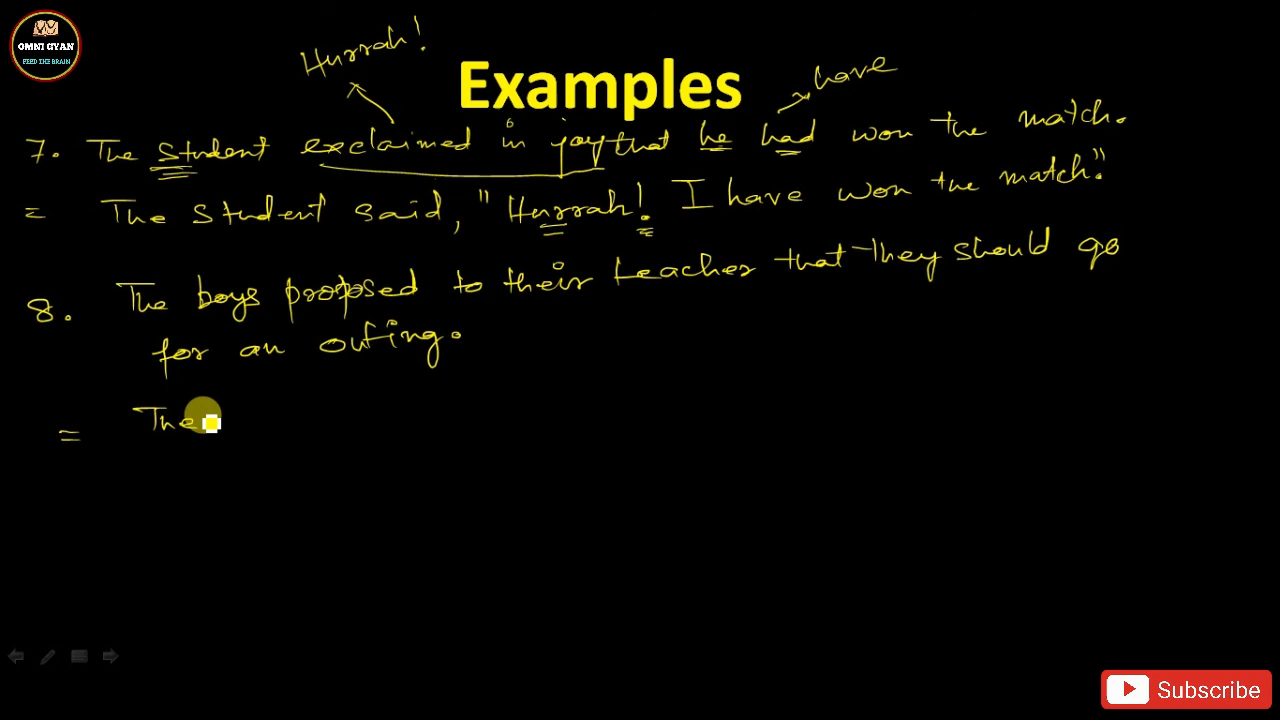 OMNI GYAN
FEED THE BRAIN
Hurrah!
Examples
have
7. The student exclaimed in joy that he had won the match.
= The student said, "Hurrah! I have won the match."
8. The boys proposed to their teacher that they should go
for an outing.
= The
Subscribe